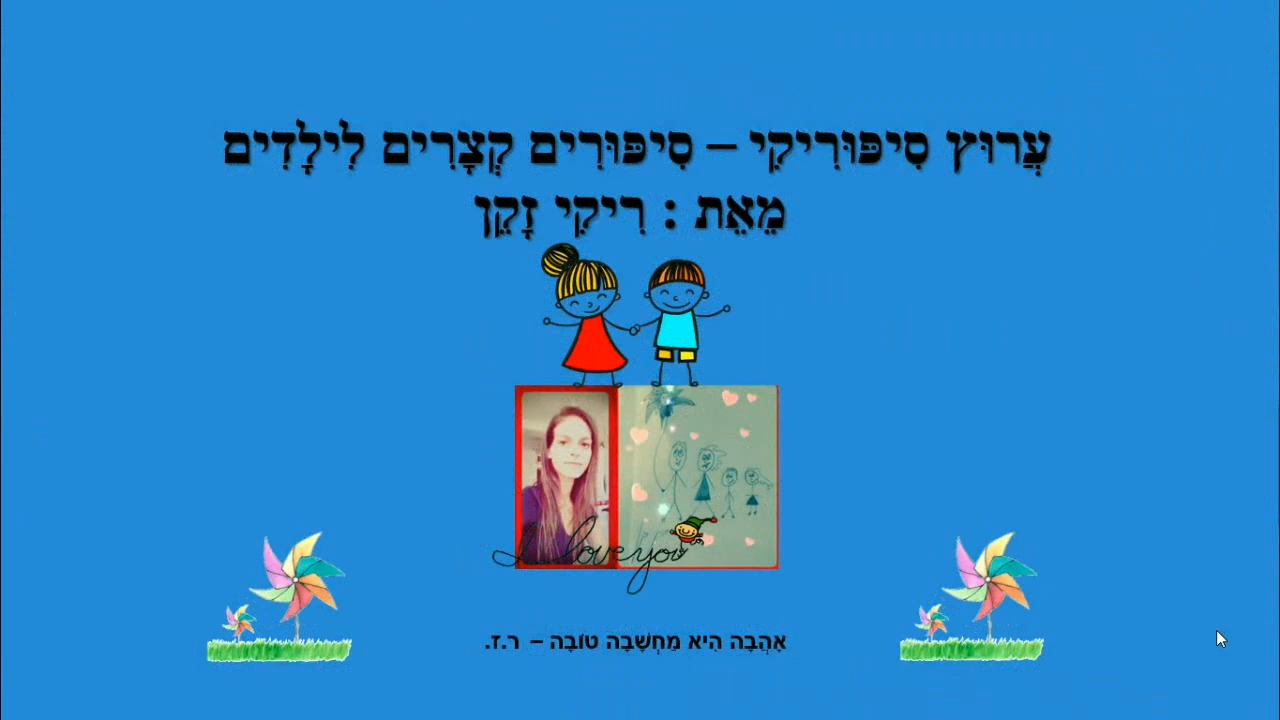 עֲרוּץ סִיפּוּרִיקִי – סִיפּוּרִים קְצָרִים לִילָדִים
מֵאֵת : רִיקִי זָקֵן
I love you
אָהֲבָה הִיא מַחְשָׁבָה טוֹבָה – ר.ז.